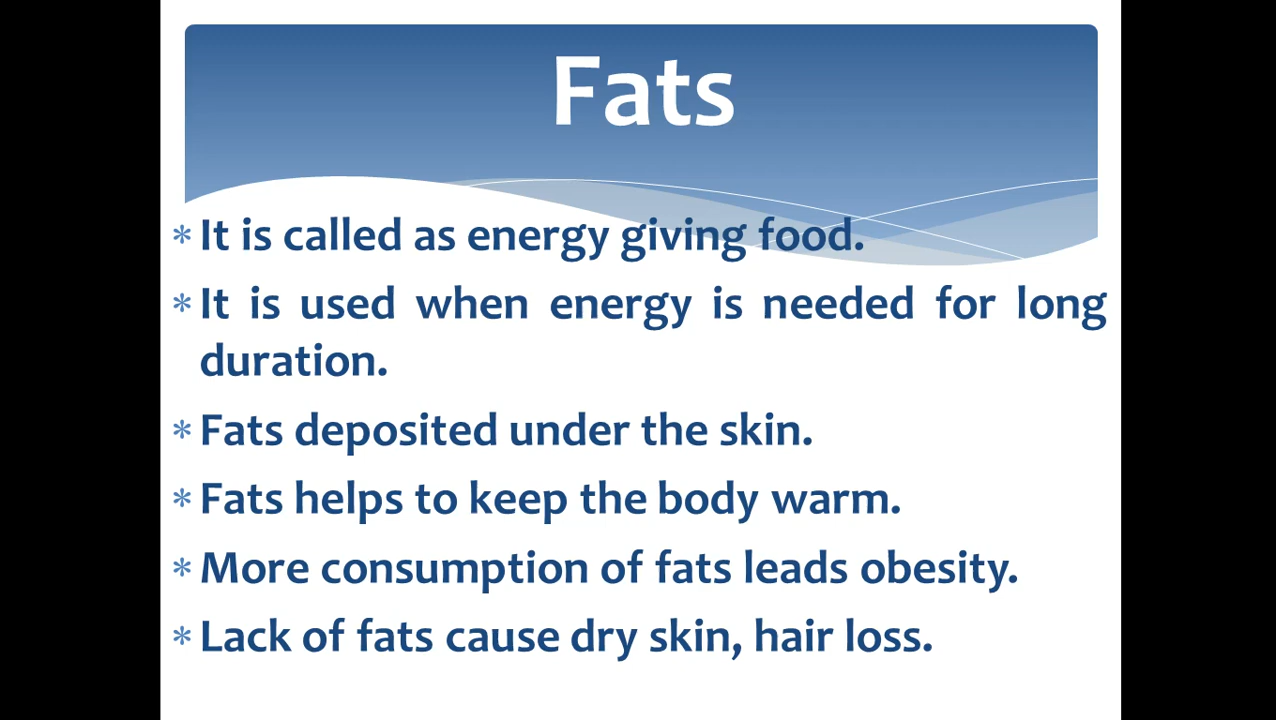 Fats
* It is called as energy giving food.
* It is used when energy is needed for long
duration.
* Fats deposited under the skin.
* Fats helps to keep the body warm.
* More consumption of fats leads obesity.
* Lack of fats cause dry skin, hair loss.